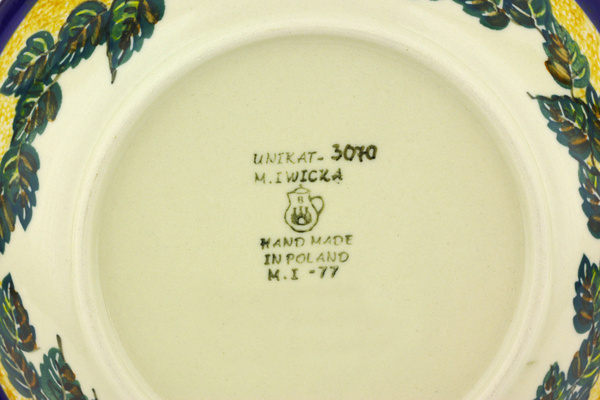 UNIKAT- 3070
M. IWICKA
B
HAND MADE
IN POLAND
M. I -77